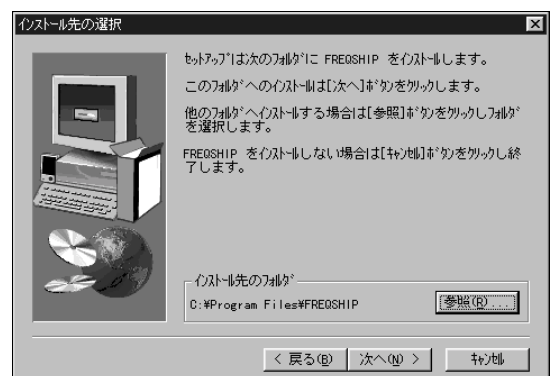 インストール先の選択
ｾｯﾄｱｯﾌﾟは次のﾌｫﾙﾀﾞに FREQSHIP をｲﾝｽﾄｰﾙします。
このﾌｫﾙﾀﾞへのｲﾝｽﾄｰﾙは[次へ]ﾎﾞﾀﾝをｸﾘｯｸします。
他のﾌｫﾙﾀﾞへｲﾝｽﾄｰﾙする場合は[参照]ﾎﾞﾀﾝをｸﾘｯｸしﾌｫﾙﾀﾞ
を選択します。
FREQSHIP をｲﾝｽﾄｰﾙしない場合は[ｷｬﾝｾﾙ]ﾎﾞﾀﾝをｸﾘｯｸし終
了します。
ｲﾝｽﾄｰﾙ先のﾌｫﾙﾀﾞ
C:¥Program Files¥FREQSHIP
参照(R)...
< 戻る(B)
次へ(N) >
ｷｬﾝｾﾙ